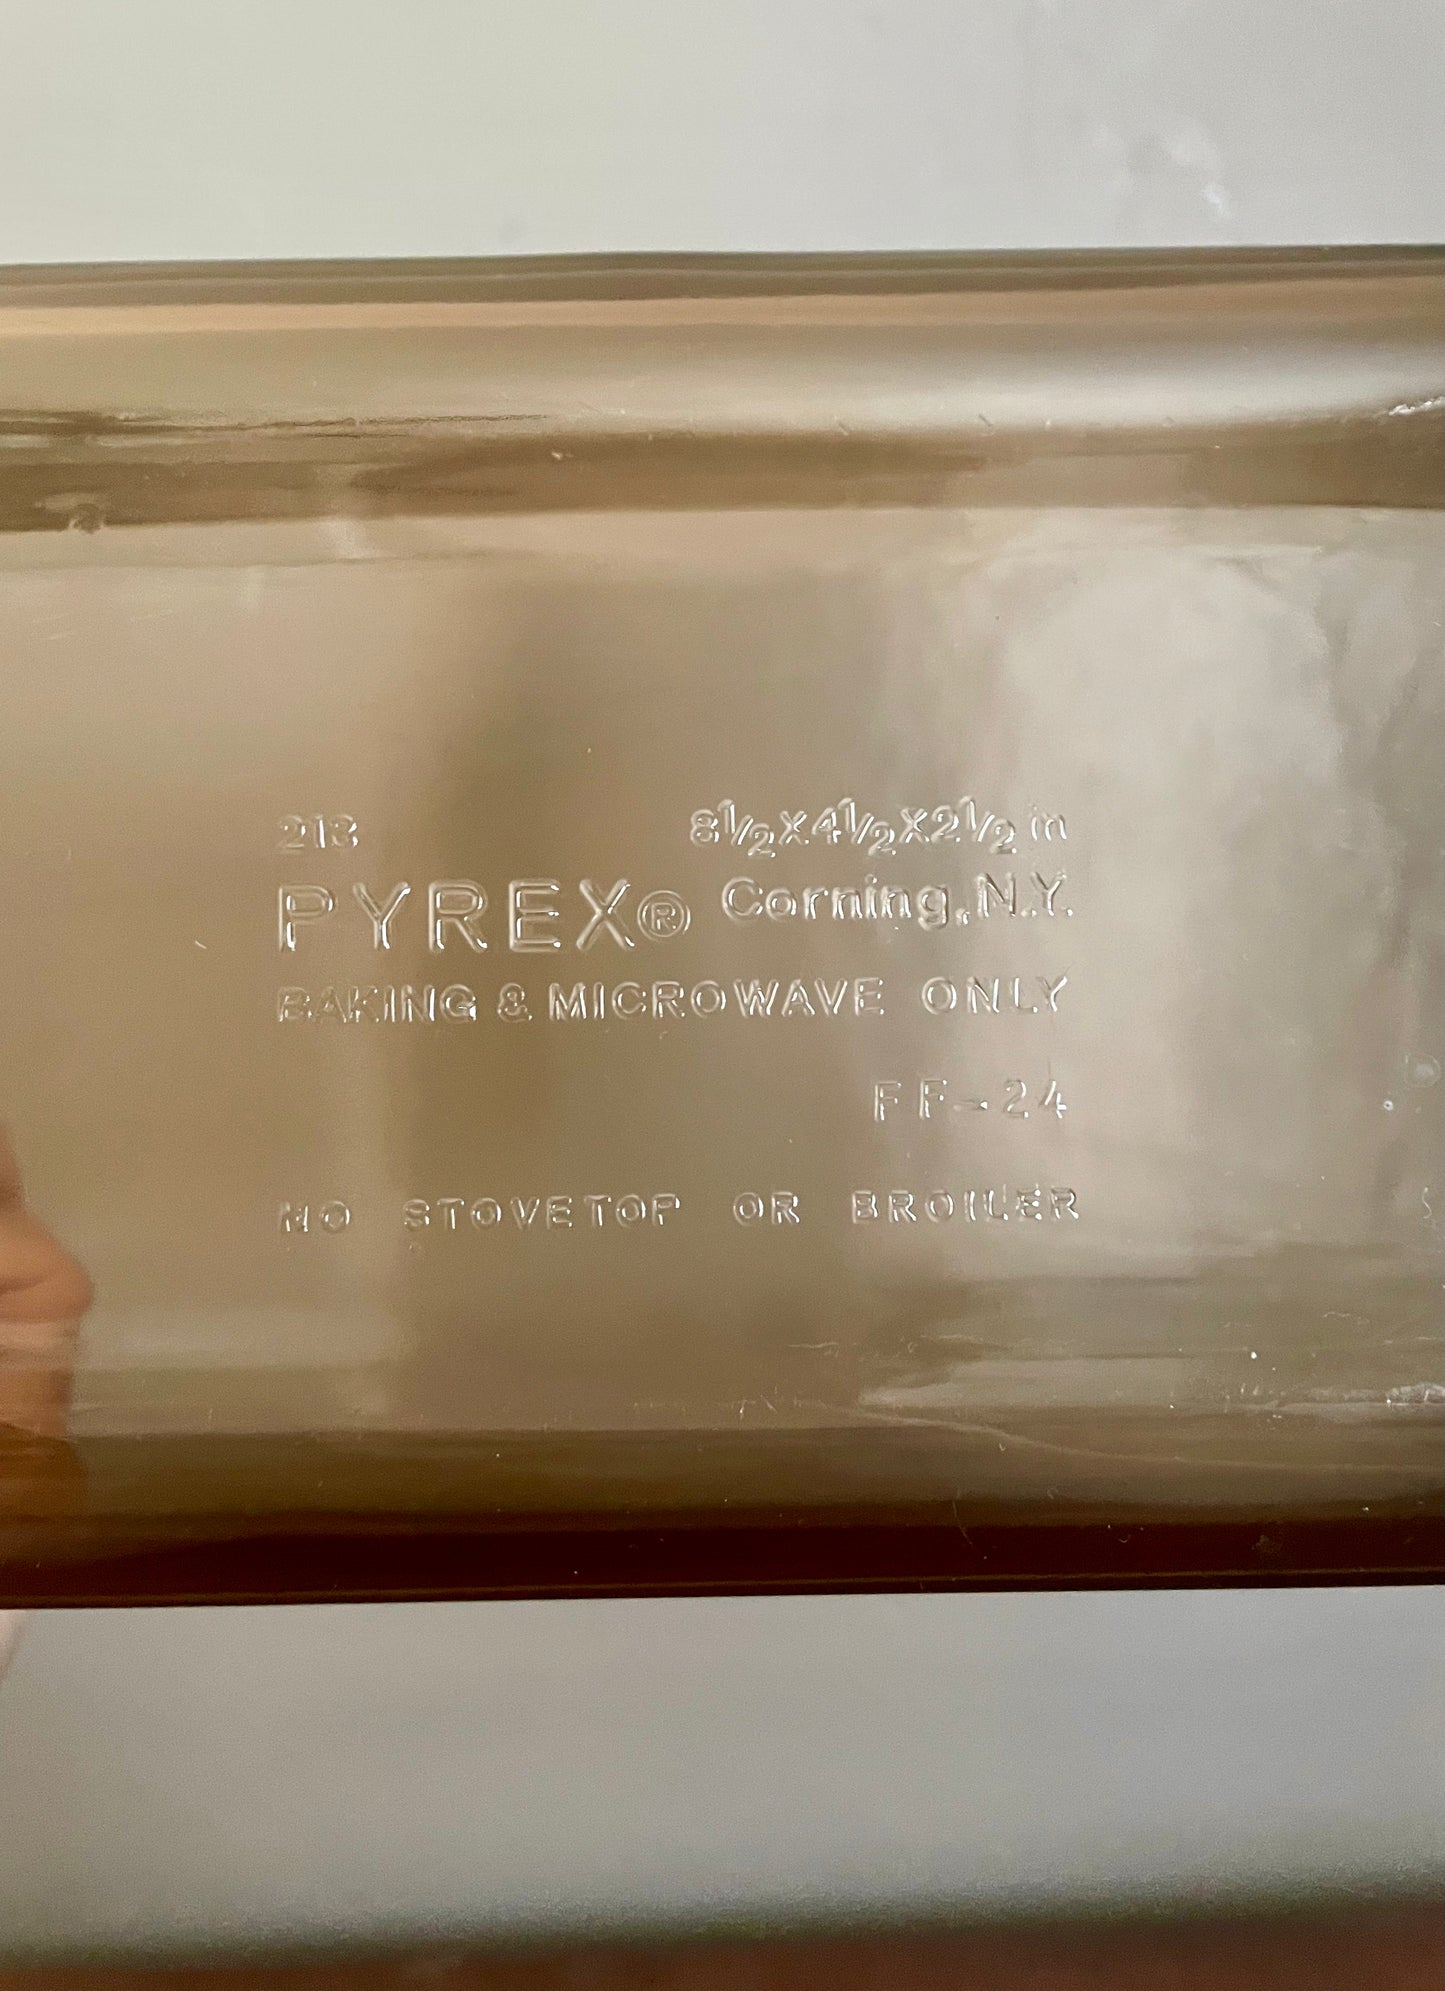 213 8½x4½x2½ in
PYREX® Corning, N.Y.
BAKING & MICROWAVE ONLY
FF-24
NO STOVETOP OR BROILER